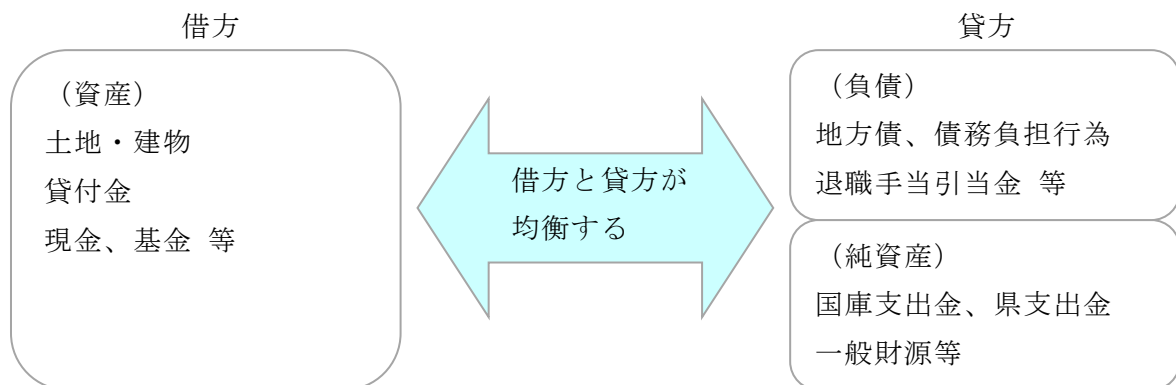 借方
（資産）
土地・建物
貸付金
現金、基金 等
借方と貸方が
均衡する
貸方
（負債）
地方債、債務負担行為
退職手当引当金 等
（純資産）
国庫支出金、県支出金
一般財源等